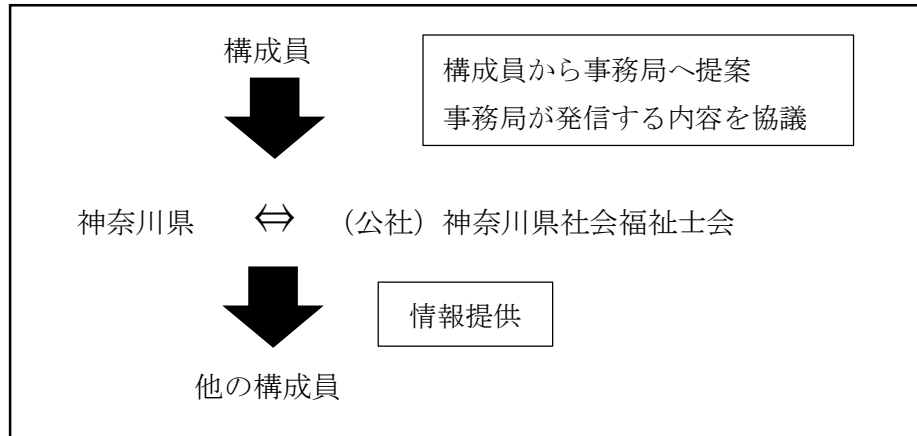 構成員
構成員から事務局へ提案
事務局が発信する内容を協議
神奈川県 ⇔ （公社）神奈川県社会福祉士会
情報提供
他の構成員